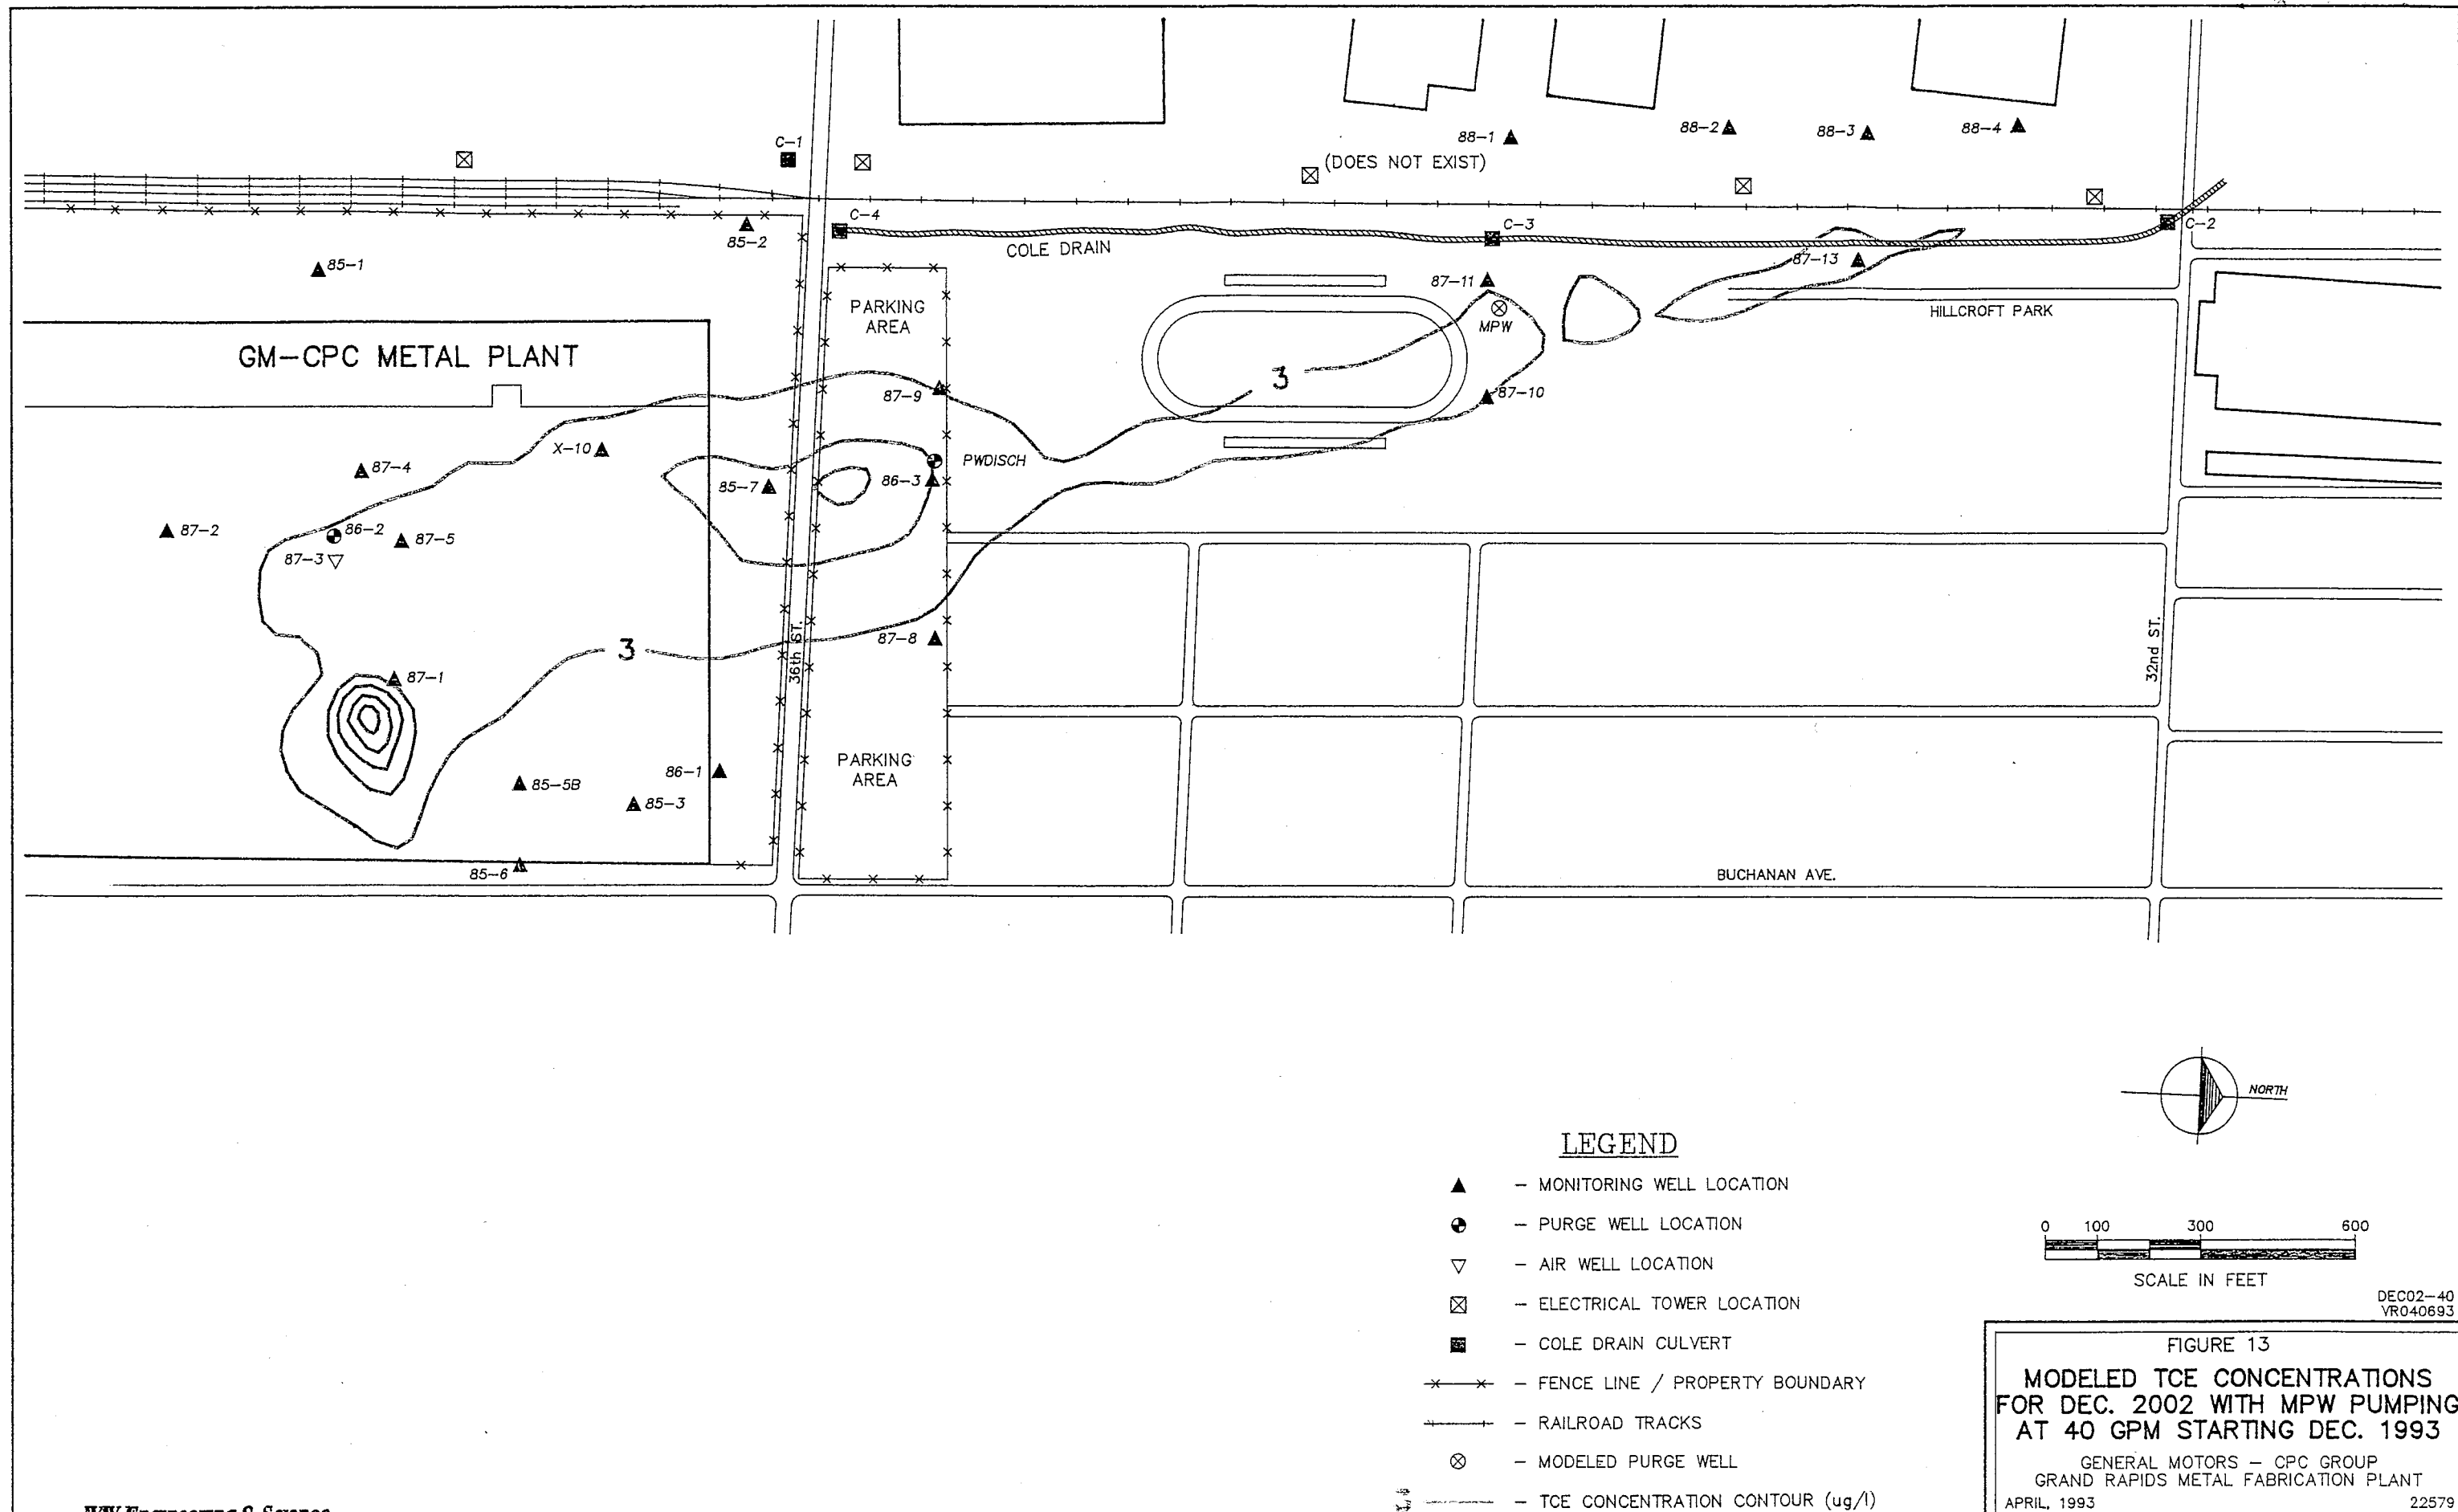 C-1
88-1
88-2
88-3
88-4
(DOES NOT EXIST)
85-2
C-4
C-3
C-2
COLE DRAIN
85-1
87-11
87-13
PARKING
AREA
MPW
HILLCROFT PARK
GM-CPC METAL PLANT
3
87-9
87-10
X-10
87-4
PWDISCH
85-7
86-3
87-2
86-2
87-5
87-3
87-8
3
36th ST.
32nd ST.
87-1
PARKING
AREA
86-1
85-5B
85-3
85-6
BUCHANAN AVE.
NORTH
LEGEND
▲ - MONITORING WELL LOCATION
- PURGE WELL LOCATION
▽ - AIR WELL LOCATION
- ELECTRICAL TOWER LOCATION
- COLE DRAIN CULVERT
- FENCE LINE / PROPERTY BOUNDARY
- RAILROAD TRACKS
- MODELED PURGE WELL
- TCE CONCENTRATION CONTOUR (ug/l)
0 100 300 600
SCALE IN FEET
DEC02-40
VR040693
FIGURE 13
MODELED TCE CONCENTRATIONS
FOR DEC. 2002 WITH MPW PUMPING
AT 40 GPM STARTING DEC. 1993
GENERAL MOTORS - CPC GROUP
GRAND RAPIDS METAL FABRICATION PLANT
APRIL, 1993 22579